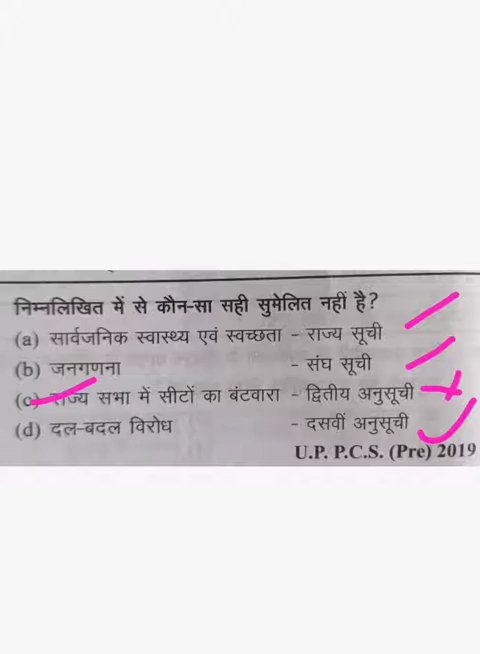 निम्नलिखित में से कौन-सा सही सुमेलित नहीं है?
(a) सार्वजनिक स्वास्थ्य एवं स्वच्छता - राज्य सूची
(b) जनगणना - संघ सूची
(c) राज्य सभा में सीटों का बंटवारा - द्वितीय अनुसूची
(d) दल-बदल विरोध - दसवीं अनुसूची
U.P. P.C.S. (Pre) 2019